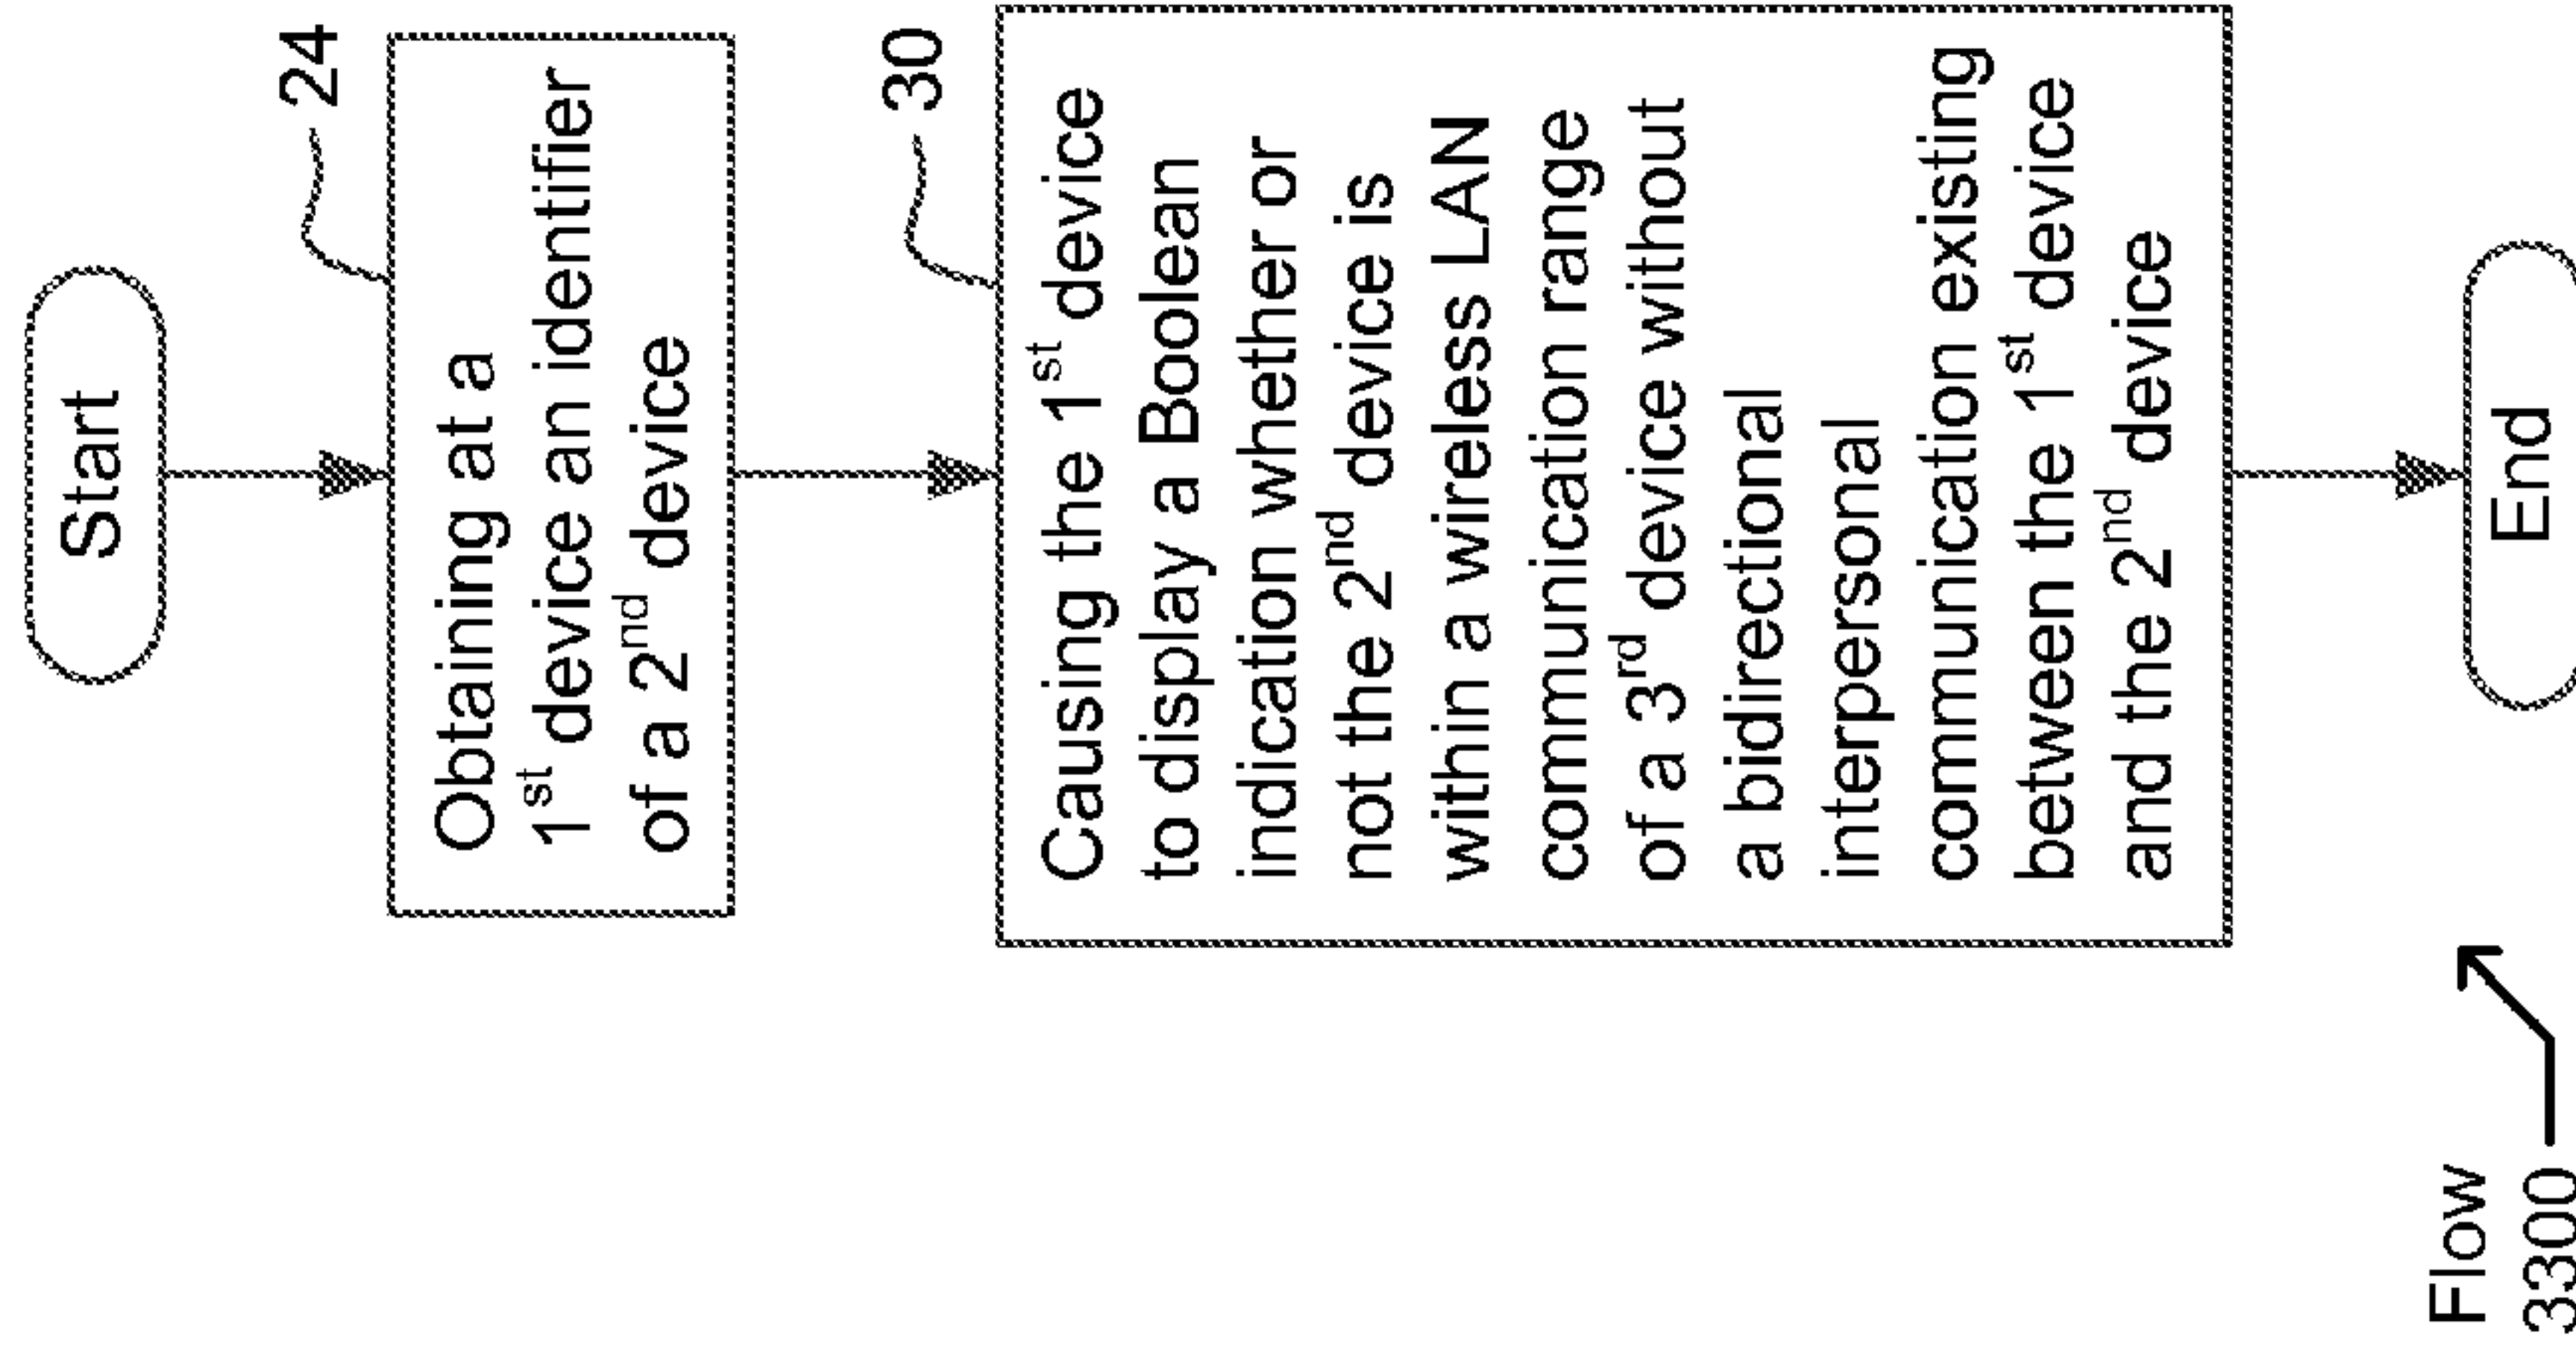 Start
24
Obtaining at a
1st device an identifier
of a 2nd device
30
Causing the 1st device
to display a Boolean
indication whether or
not the 2nd device is
within a wireless LAN
communication range
of a 3rd device without
a bidirectional
interpersonal
communication existing
between the 1st device
and the 2nd device
End
Flow
3300